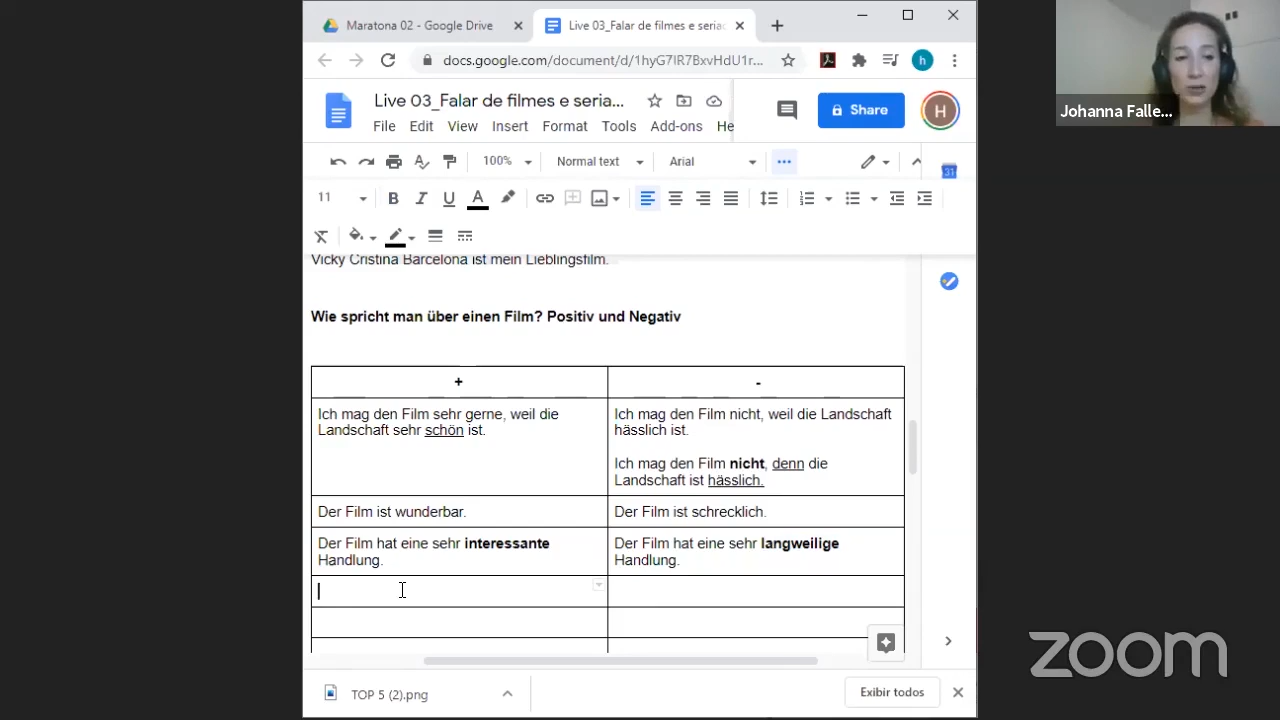 Maratona 02 - Google Drive
Live 03_Falar de filmes e seriad
docs.google.com/document/d/1hyG7lR7BxvHdU1r...
h
Live 03_Falar de filmes e seria...
File Edit View Insert Format Tools Add-ons He
Share
H
100% Normal text Arial
31
11 B I U A
Vicky Cristina Barcelona ist mein Lieblingsfilm.
Wie spricht man über einen Film? Positiv und Negativ
+ -
Ich mag den Film sehr gerne, weil die
Landschaft sehr schön ist.
Ich mag den Film nicht, weil die Landschaft
hässlich ist.
Ich mag den Film nicht, denn die
Landschaft ist hässlich.
Der Film ist wunderbar.
Der Film ist schrecklich.
Der Film hat eine sehr interessante
Handlung.
Der Film hat eine sehr langweilige
Handlung.
TOP 5 (2).png
Exibir todos
Johanna Falle...
zoom